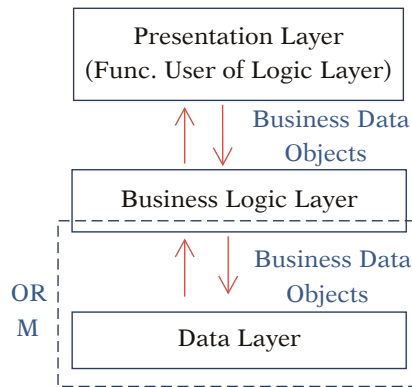 Presentation Layer
(Func. User of Logic Layer)
Business Data
Objects
Business Logic Layer
Business Data
Objects
OR
M
Data Layer